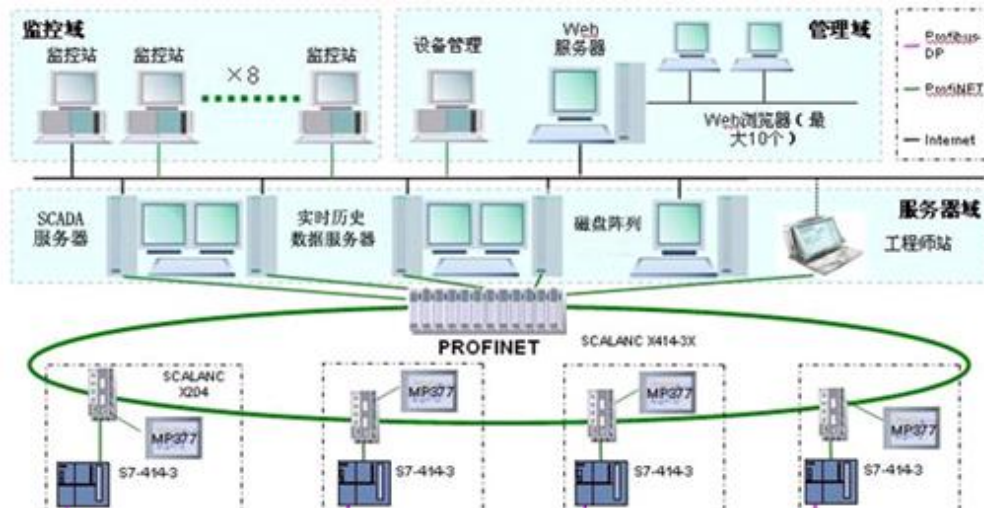 监控域
监控站
监控站
×8
监控站
设备管理
Web
服务器
管理域
Web浏览器(最
大10个)
Profibus
DP
ProfiNET
Internet
SCADA
服务器
实时历史
数据服务器
磁盘阵列
服务器域
工程师站
PROFINET
SCALANC X414-3X
SCALANC
X204
MP377
S7-414-3
MP377
S7-414-3
MP377
S7-414-3
MP377
S7-414-3